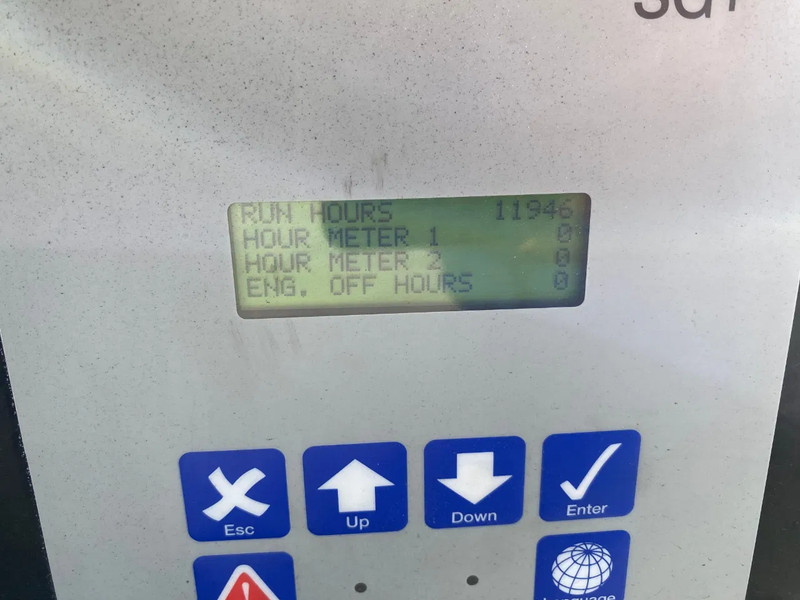 RUN HOURS 11946
HOUR METER 1 0
HOUR METER 2 0
ENG. OFF HOURS 0
Esc
Up
Down
Enter
Language